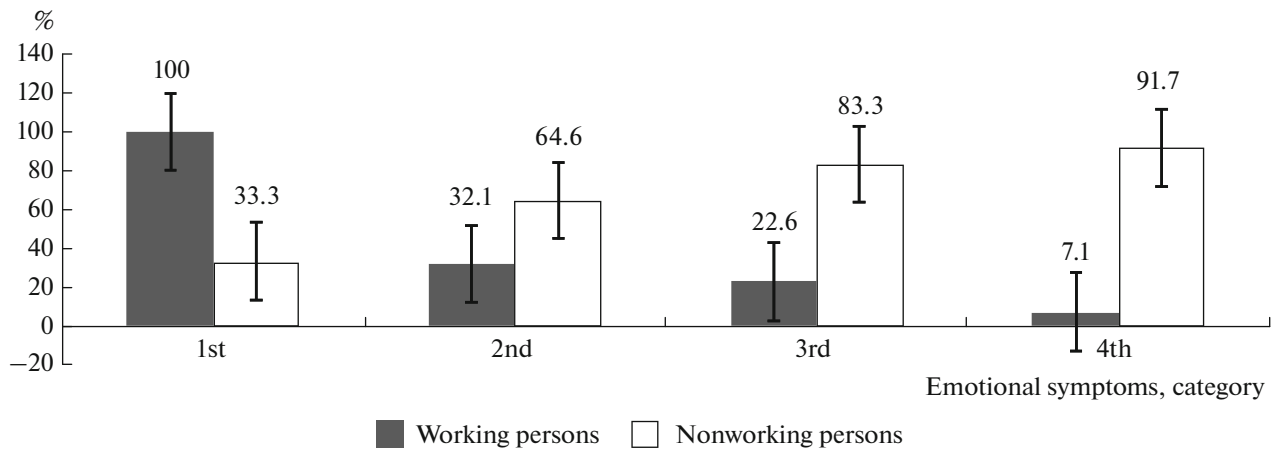 %
140
120
100
80
60
40
20
0
−20
100
33.3
32.1
64.6
22.6
83.3
7.1
91.7
1st
2nd
3rd
4th
Emotional symptoms, category
Working persons
Nonworking persons